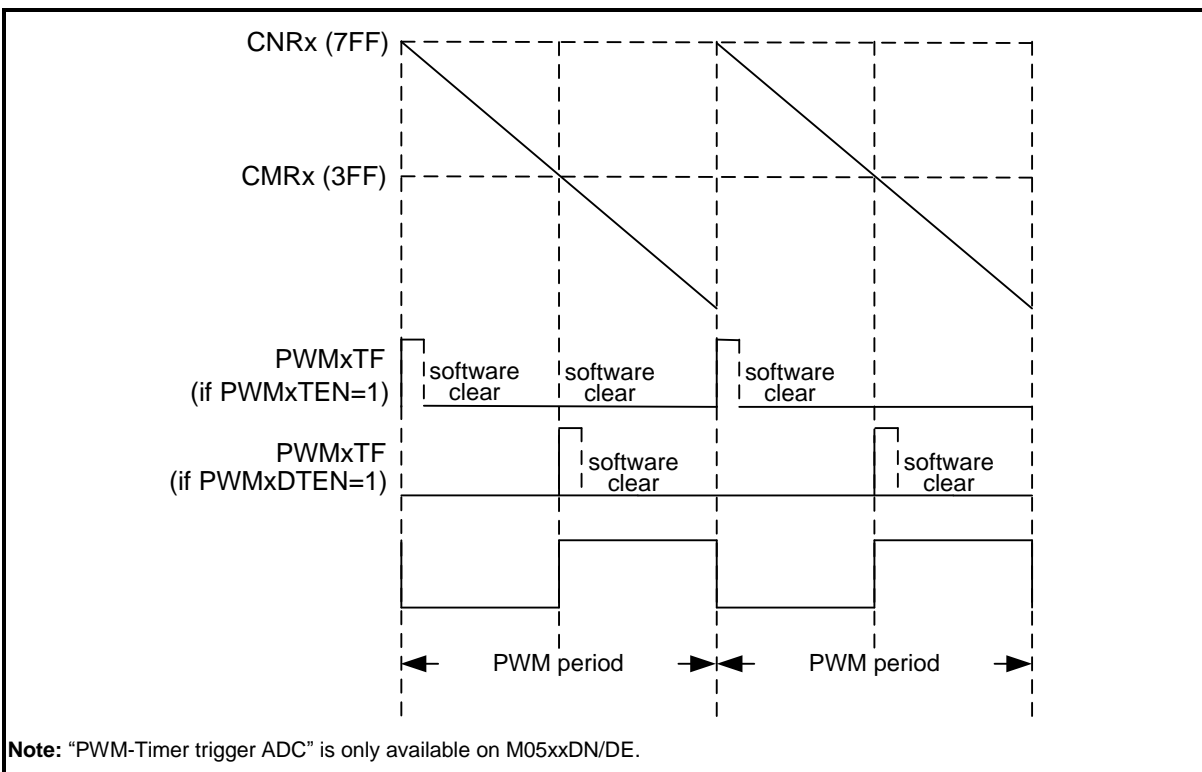 CNRx (7FF)
CMRx (3FF)
PWMxTF
(if PWMxTEN=1)
software
clear
software
clear
software
clear
PWMxTF
(if PWMxDTEN=1)
software
clear
software
clear
PWM period
PWM period
Note: “PWM-Timer trigger ADC” is only available on M05xxDN/DE.